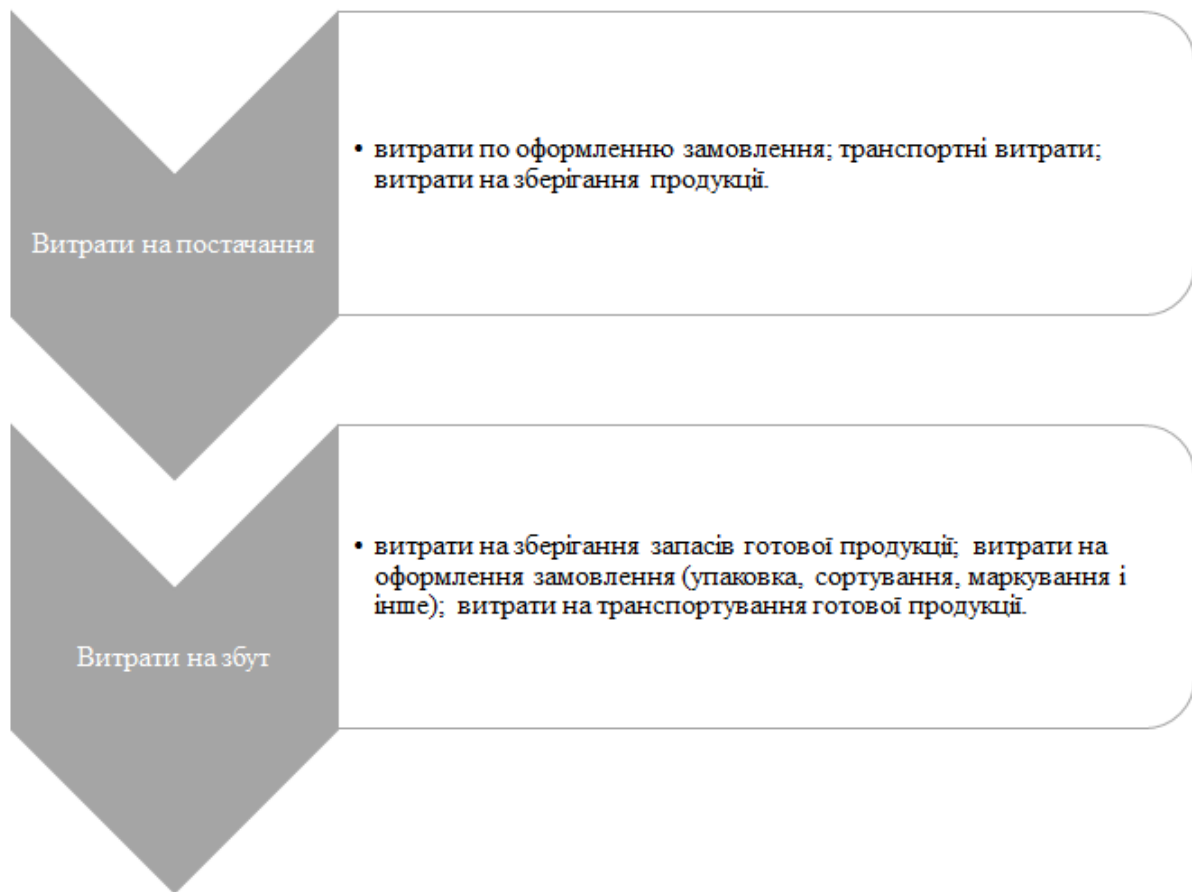 Витрати на постачання
• витрати по оформленню замовлення; транспортні витрати;
витрати на зберігання продукції.
Витрати на збут
• витрати на зберігання запасів готової продукції; витрати на
оформлення замовлення (упаковка, сортування, маркування і
інше); витрати на транспортування готової продукції.